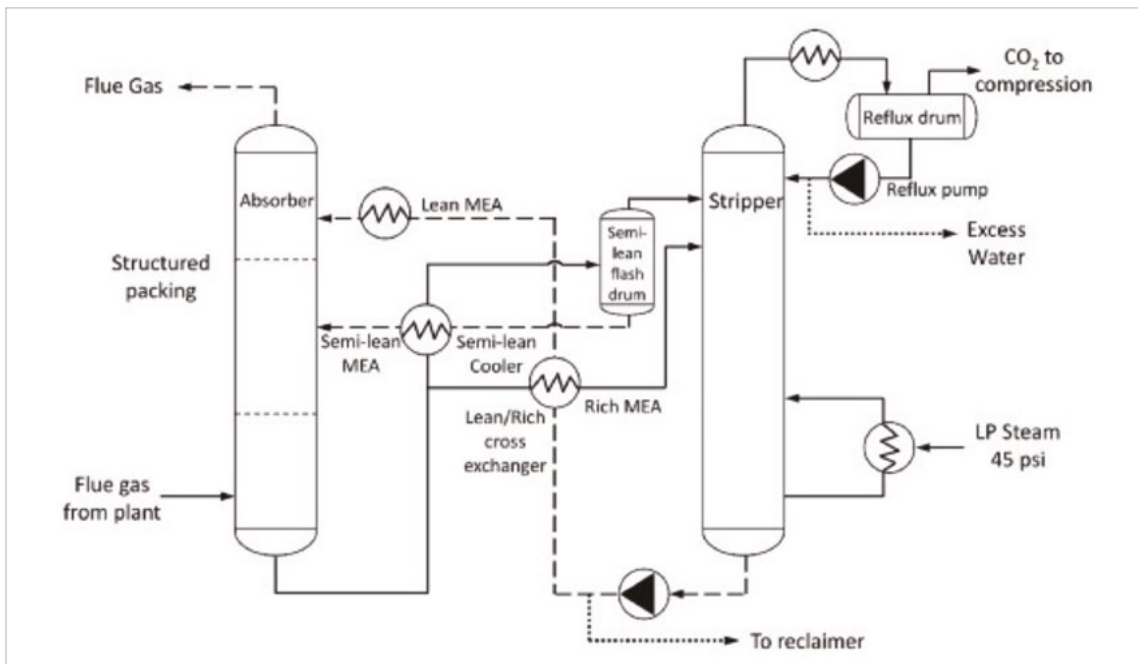 Flue Gas
CO₂ to
compression
Reflux drum
Absorber
Lean MEA
Stripper
Reflux pump
Semi-
lean
flash
drum
Excess
Water
Structured
packing
Semi-lean
MEA
Semi-lean
Cooler
Rich MEA
Lean/Rich
cross
exchanger
LP Steam
45 psi
Flue gas
from plant
To reclaimer